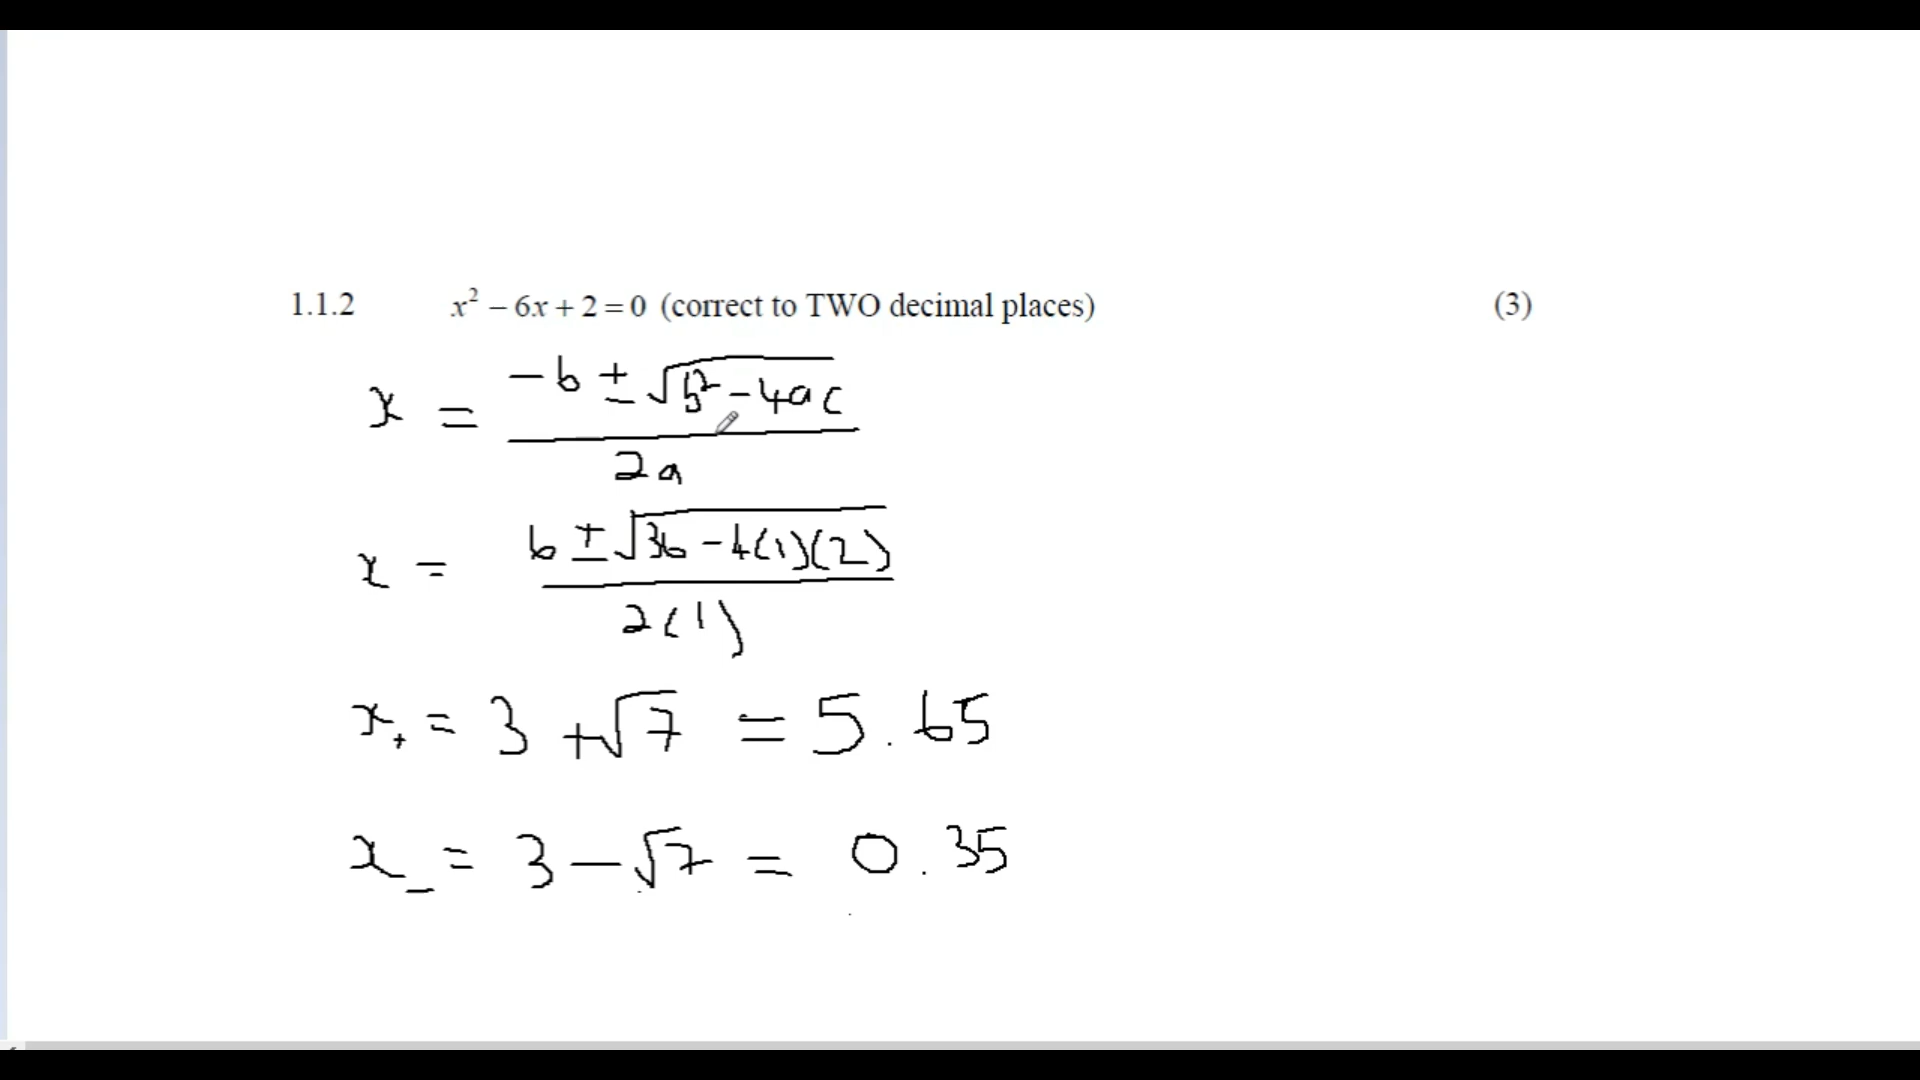 1.1.2 x² – 6x + 2 = 0 (correct to TWO decimal places) (3)
x = (-b ± √(b² - 4ac)) / 2a
x = (6 ± √(36 - 4(1)(2))) / 2(1)
x₊ = 3 + √7 = 5.65
x₋ = 3 - √7 = 0.35